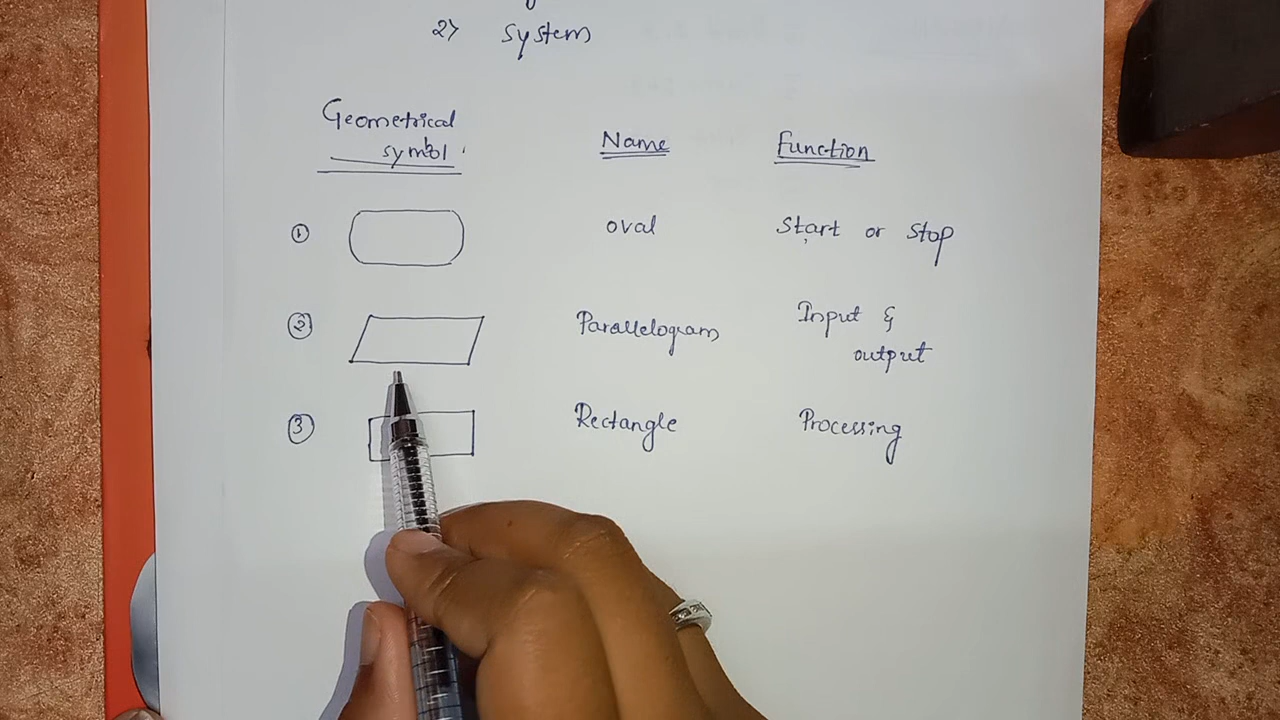 2) System
Geometrical
symbol
Name
Function
① oval Start or stop
② Parallelogram Input &
output
③ Rectangle Processing